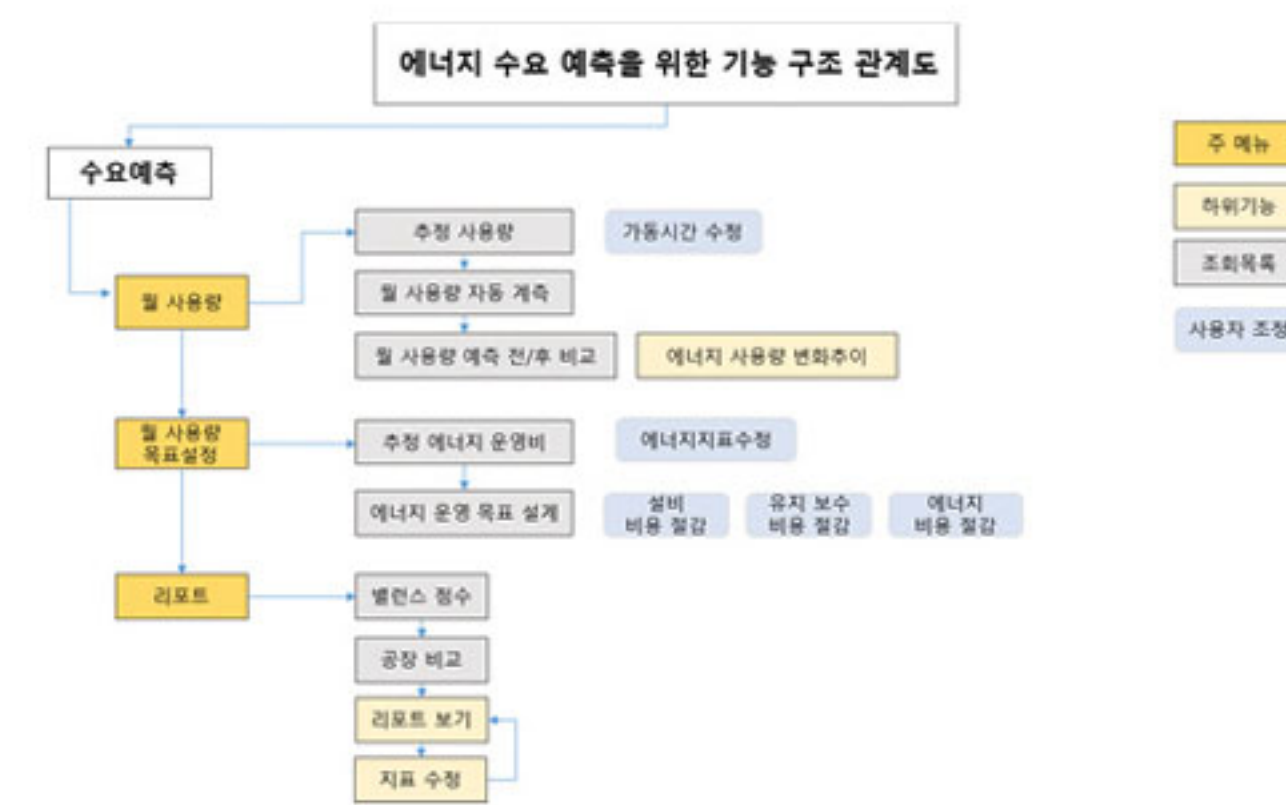 에너지 수요 예측을 위한 기능 구조 관계도
주 메뉴
수요예측
하위기능
추정 사용량
가동시간 수정
조회목록
월 사용량
월 사용량 자동 계측
사용자 조정
월 사용량 예측 전/후 비교
에너지 사용량 변화추이
월 사용량
목표설정
추정 에너지 운영비
에너지지표수정
에너지 운영 목표 설계
설비
비용 절감
유지 보수
비용 절감
에너지
비용 절감
리포트
밸런스 점수
공장 비교
리포트 보기
지표 수정